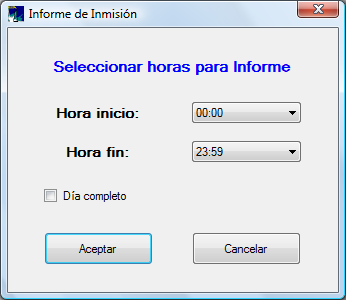 Informe de Inmisión
Seleccionar horas para Informe
Hora inicio: 00:00
Hora fin: 23:59
Día completo
Aceptar Cancelar